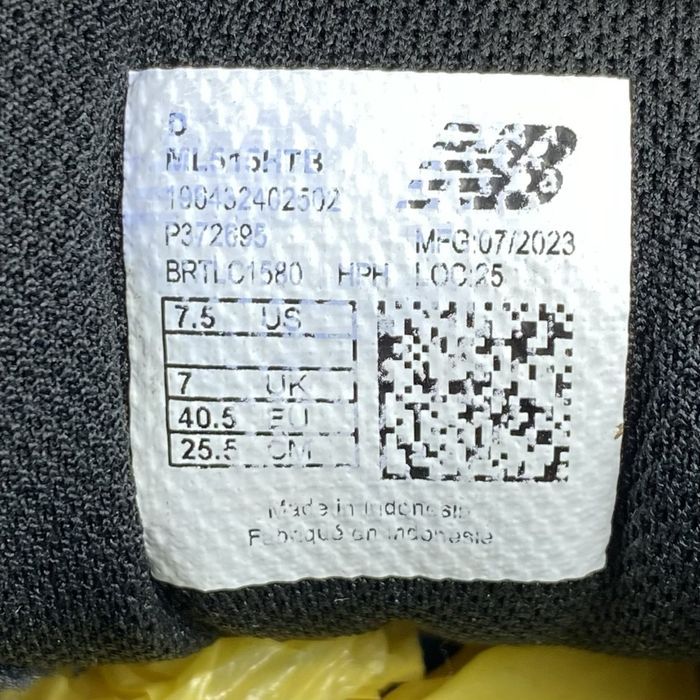 D
ML515HTB
190432402502
P372695
MFG:07/2023
BRTLC1580 HPH LOC:25
7.5 US
7 UK
40.5 EU
25.5 CM
Made in Indonesia
Fabriqué en Indonésie